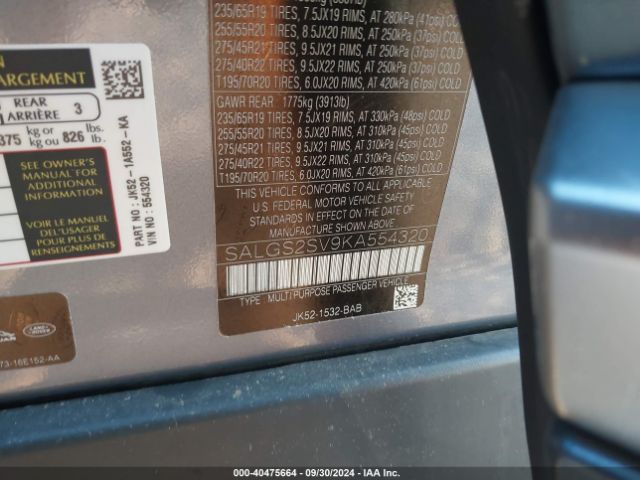 235/65R19 TIRES, 7.5JX19 RIMS, AT 280kPa (41psi) COLD
255/55R20 TIRES, 8.5JX20 RIMS, AT 250kPa (37psi) COLD
275/45R21 TIRES, 9.5JX21 RIMS, AT 250kPa (37psi) COLD
275/40R22 TIRES, 9.5JX22 RIMS, AT 250kPa (37psi) COLD
T195/70R20 TIRES, 6.0JX20 RIMS, AT 420kPa (61psi) COLD
GAWR REAR 1775kg (3913lb)
235/65R19 TIRES, 7.5JX19 RIMS, AT 330kPa (48psi) COLD
255/55R20 TIRES, 8.5JX20 RIMS, AT 310kPa (45psi) COLD
275/45R21 TIRES, 9.5JX21 RIMS, AT 310kPa (45psi) COLD
275/40R22 TIRES, 9.5JX22 RIMS, AT 310kPa (45psi) COLD
T195/70R20 TIRES, 6.0JX20 RIMS, AT 420kPa (61psi) COLD
THIS VEHICLE CONFORMS TO ALL APPLICABLE
U.S. FEDERAL MOTOR VEHICLE SAFETY
STANDARDS IN EFFECT ON THE DATE OF
MANUFACTURE SHOWN ABOVE
SALGS2SV9KA554320
TYPE MULTI PURPOSE PASSENGER VEHICLE
JK52-1532-BAB
ARGEMENT
REAR
ARRIÈRE 3
375 kg or lbs.
kg ou 826 lb.
SEE OWNER'S
MANUAL FOR
ADDITIONAL
INFORMATION
VOIR LE MANUEL
DE L'USAGER
POUR PLUS DE
RENSEIGNEMENTS
PART NO: JK52-1A562-KA
VIN NO: 554320
LAND ROVER
73-16E152-AA
000-40475664 - 09/30/2024 - IAA Inc.